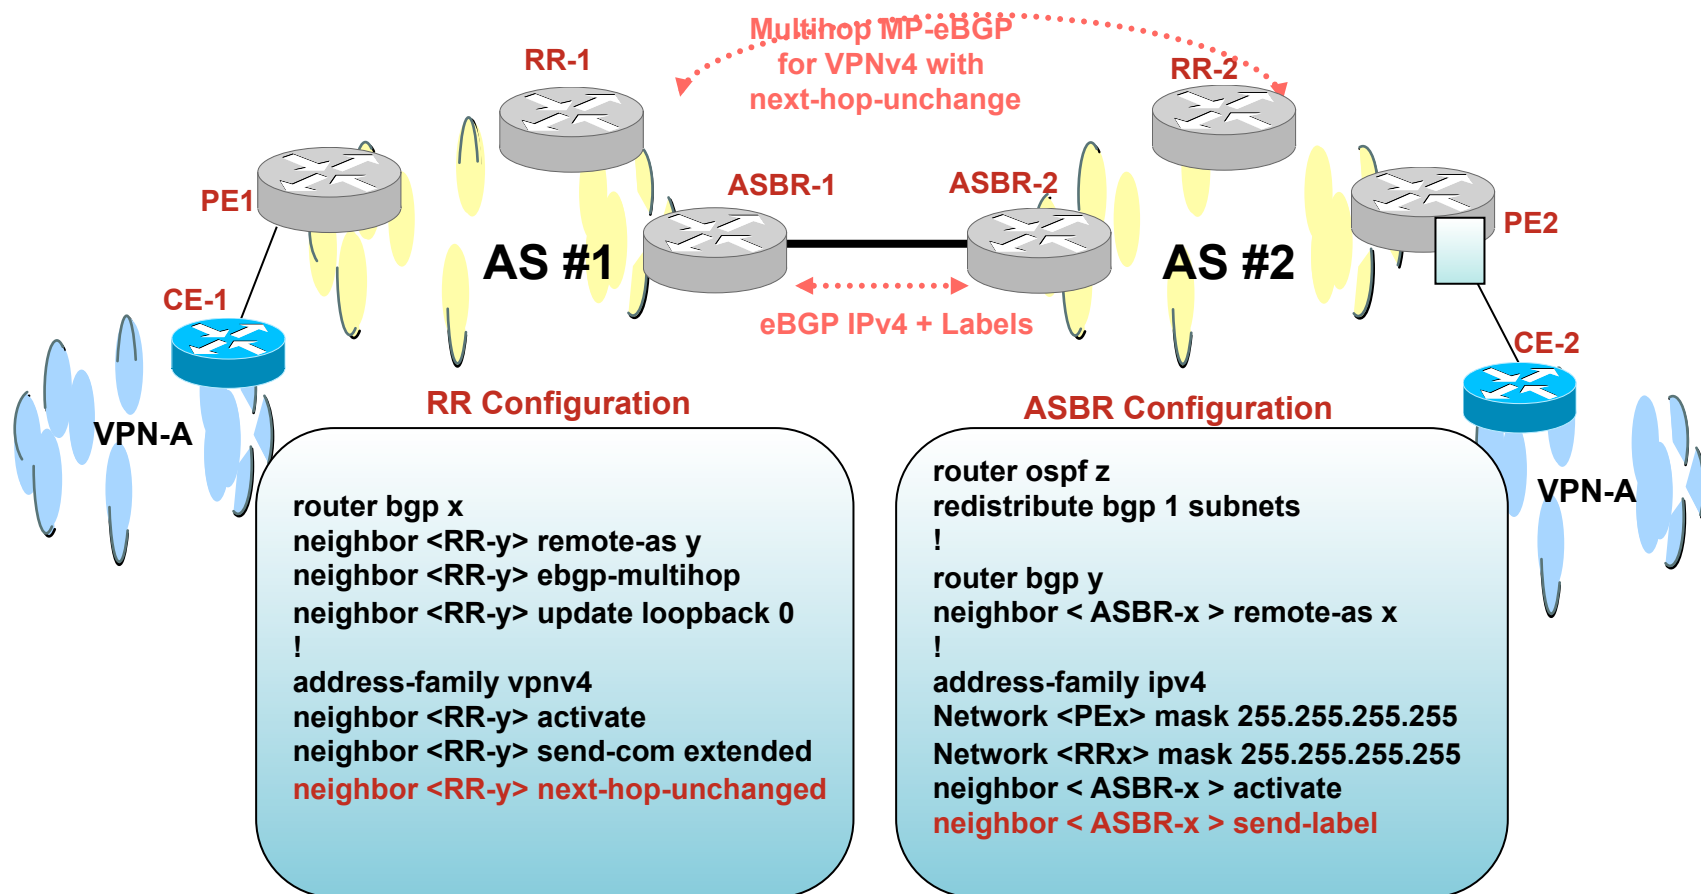 Multihop MP-eBGP
for VPNv4 with
next-hop-unchange
RR-1
RR-2
PE1
ASBR-1
ASBR-2
PE2
AS #1
AS #2
CE-1
eBGP IPv4 + Labels
CE-2
VPN-A
VPN-A
RR Configuration
router bgp x
neighbor <RR-y> remote-as y
neighbor <RR-y> ebgp-multihop
neighbor <RR-y> update loopback 0
!
address-family vpnv4
neighbor <RR-y> activate
neighbor <RR-y> send-com extended
neighbor <RR-y> next-hop-unchanged
ASBR Configuration
router ospf z
redistribute bgp 1 subnets
!
router bgp y
neighbor < ASBR-x > remote-as x
!
address-family ipv4
Network <PEx> mask 255.255.255.255
Network <RRx> mask 255.255.255.255
neighbor < ASBR-x > activate
neighbor < ASBR-x > send-label